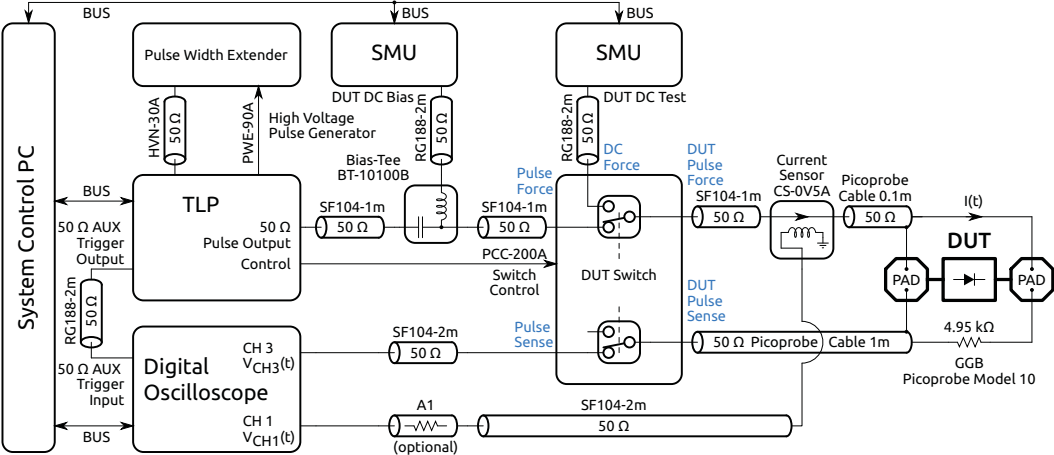 BUS
BUS
BUS
System Control PC
Pulse Width Extender
SMU
SMU
DUT DC Bias
DUT DC Test
HVN-30A
50 Ω
PWE-90A
High Voltage
Pulse Generator
RG188-2m
50 Ω
RG188-2m
50 Ω
Bias-Tee
BT-10100B
DC
Force
Pulse
Force
DUT
Pulse
Force
Current
Sensor
CS-0V5A
Picoprobe
Cable 0.1m
BUS
TLP
50 Ω
Pulse Output
Control
SF104-1m
50 Ω
SF104-1m
50 Ω
SF104-1m
50 Ω
50 Ω
I(t)
50 Ω AUX
Trigger
Output
PCC-200A
Switch
Control
DUT Switch
DUT
PAD
PAD
RG188-2m
50 Ω
DUT
Pulse
Sense
Pulse
Sense
SF104-2m
50 Ω
50 Ω Picoprobe Cable 1m
4.95 kΩ
GGB
Picoprobe Model 10
50 Ω AUX
Trigger
Input
Digital
Oscilloscope
CH 3
VCH3(t)
CH 1
VCH1(t)
BUS
A1
(optional)
SF104-2m
50 Ω